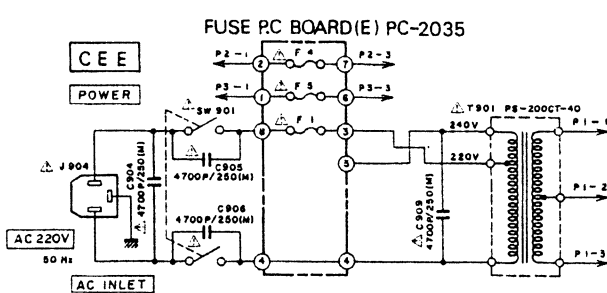 FUSE P.C BOARD(E) PC-2035
CEE
POWER
P2-1
2
F4
7
P2-3
P3-1
1
F5
6
P3-3
SW901
8
F1
3
5
T901 PS-200CT-40
240V
220V
P1-1
P1-2
P1-3
J904
C904
4700P/250(M)
C905
4700P/250(M)
C906
4700P/250(M)
C909
4700P/250(M)
AC 220V
50 Hz
AC INLET
4
4